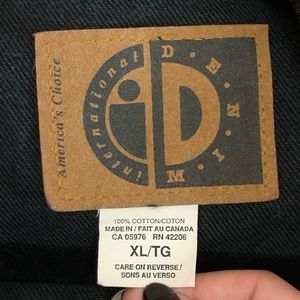 America's Choice
international
D.E.N.I.M
iD
100% COTTON/COTON
MADE IN / FAIT AU CANADA
CA 05976 RN 42206
XL/TG
CARE ON REVERSE /
SONS AU VERSO